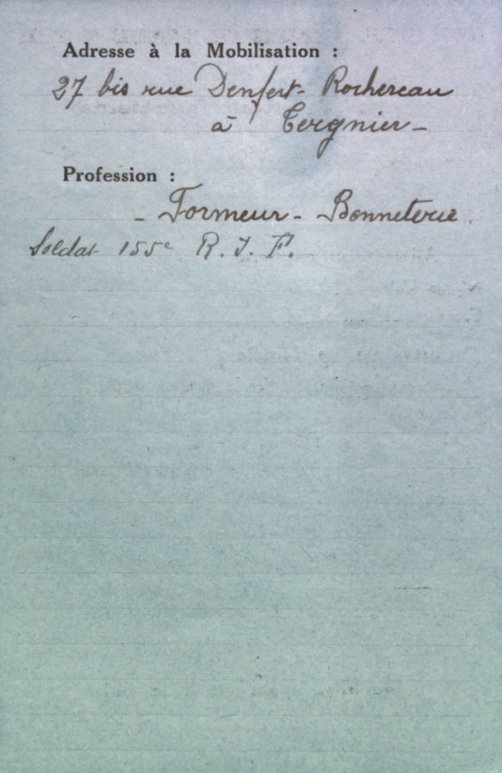 Adresse à la Mobilisation :
27 bis rue Denfert-Rochereau
à Tergnier -
Profession :
- Formeur - Bonneterie
Soldat 155e R. I. F.